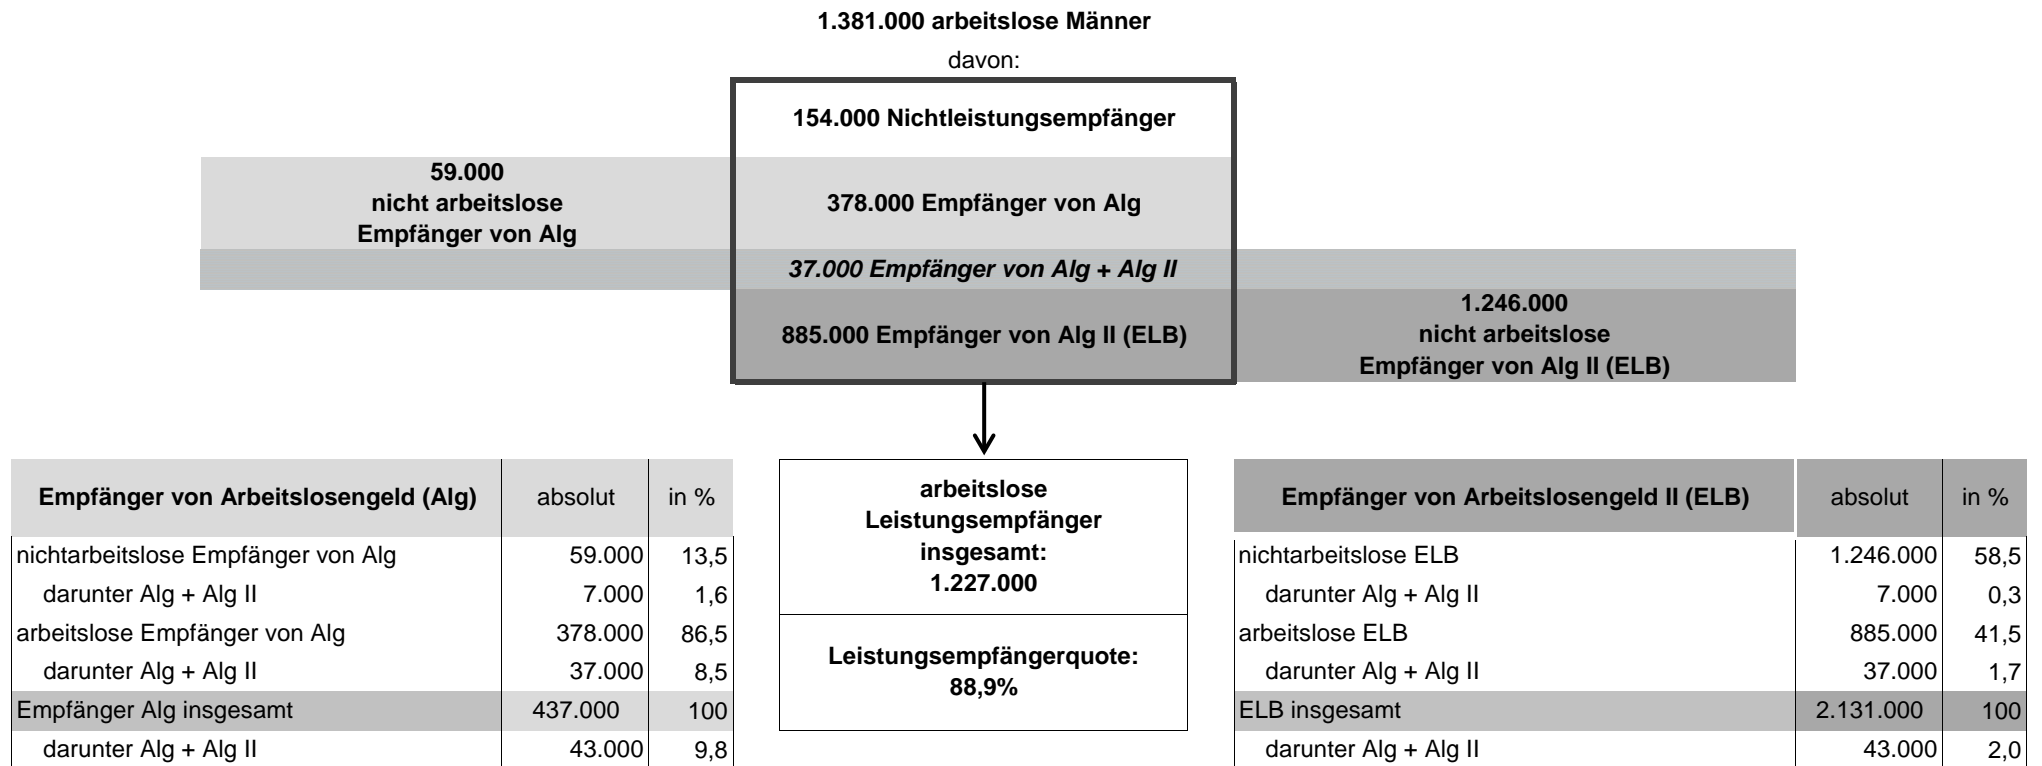 1.381.000 arbeitslose Männer
davon:
154.000 Nichtleistungsempfänger
59.000
nicht arbeitslose
Empfänger von Alg
378.000 Empfänger von Alg
37.000 Empfänger von Alg + Alg II
885.000 Empfänger von Alg II (ELB)
1.246.000
nicht arbeitslose
Empfänger von Alg II (ELB)
Empfänger von Arbeitslosengeld (Alg) absolut in %
nichtarbeitslose Empfänger von Alg 59.000 13,5
darunter Alg + Alg II 7.000 1,6
arbeitslose Empfänger von Alg 378.000 86,5
darunter Alg + Alg II 37.000 8,5
Empfänger Alg insgesamt 437.000 100
darunter Alg + Alg II 43.000 9,8
arbeitslose
Leistungsempfänger
insgesamt:
1.227.000
Leistungsempfängerquote:
88,9%
Empfänger von Arbeitslosengeld II (ELB) absolut in %
nichtarbeitslose ELB 1.246.000 58,5
darunter Alg + Alg II 7.000 0,3
arbeitslose ELB 885.000 41,5
darunter Alg + Alg II 37.000 1,7
ELB insgesamt 2.131.000 100
darunter Alg + Alg II 43.000 2,0